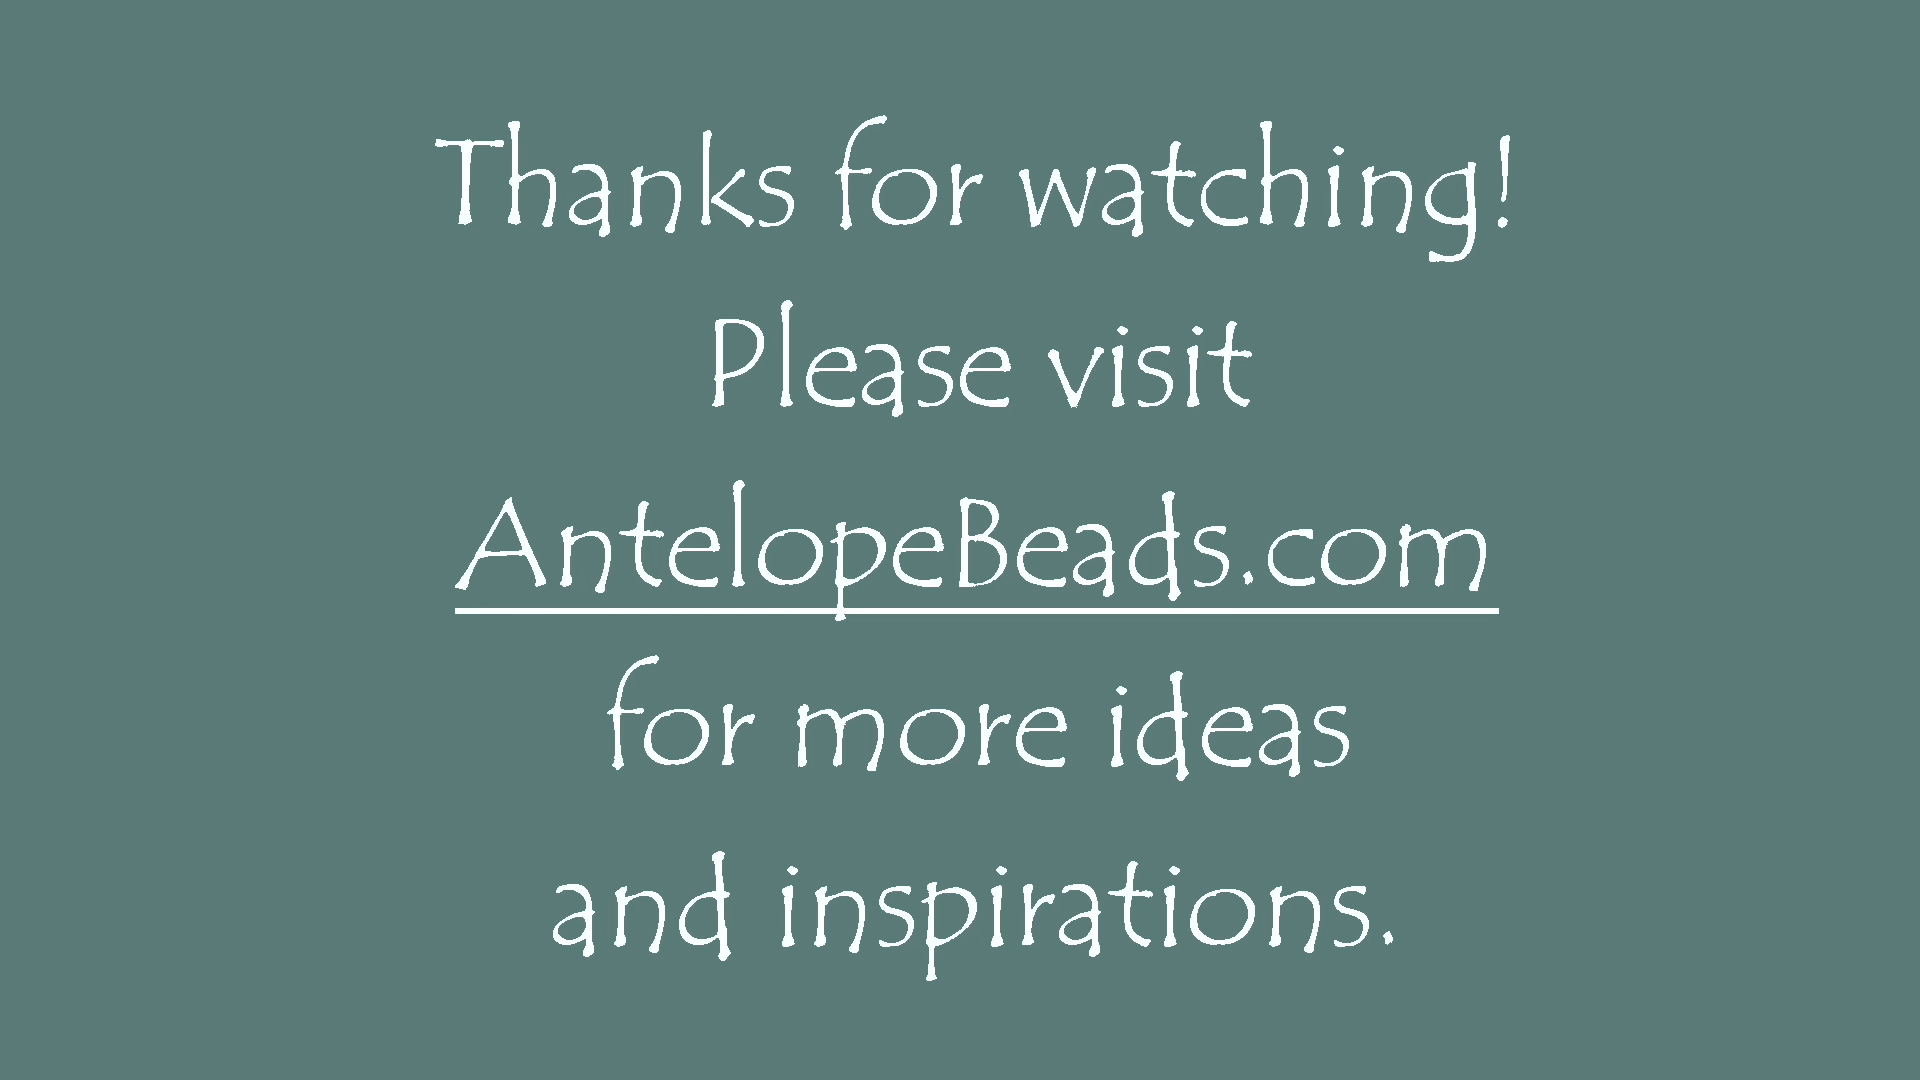 Thanks for watching!
Please visit
AntelopeBeads.com
for more ideas
and inspirations.